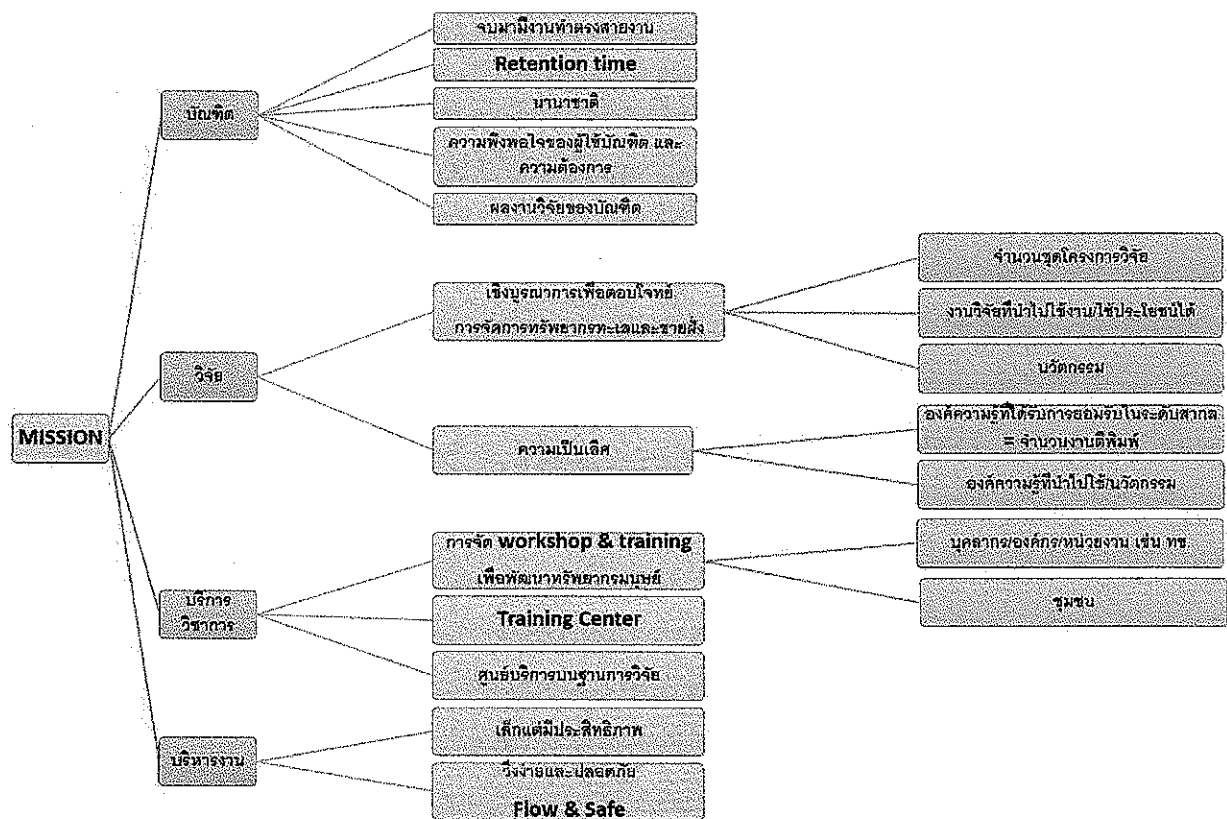 MISSION
บัณฑิต
จบมามีงานทำตรงสายงาน
Retention time
นานาชาติ
ความพึงพอใจของผู้ใช้บัณฑิต และ
ความต้องการ
ผลงานวิจัยของบัณฑิต
วิจัย
เชิงบูรณาการเพื่อตอบโจทย์
การจัดการทรัพยากรทะเลและชายฝั่ง
จำนวนชุดโครงการวิจัย
งานวิจัยที่นำไปใช้งาน/ใช้ประโยชน์ได้
นวัตกรรม
ความเป็นเลิศ
องค์ความรู้ที่ได้รับการยอมรับในระดับสากล
= จำนวนงานตีพิมพ์
องค์ความรู้ที่นำไปใช้/นวัตกรรม
บริการ
วิชาการ
การจัด workshop & training
เพื่อพัฒนาทรัพยากรมนุษย์
บุคลากร/องค์กร/หน่วยงาน เช่น ทช.
ชุมชน
Training Center
ศูนย์บริการบนฐานการวิจัย
บริหารงาน
เล็กแต่มีประสิทธิภาพ
วิ่งง่ายและปลอดภัย
Flow & Safe